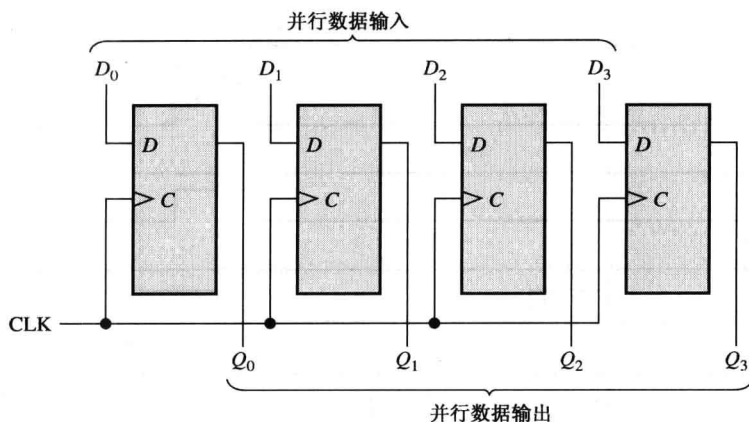 并行数据输入
D₀ D₁ D₂ D₃
D D D D
C C C C
CLK
Q₀ Q₁ Q₂ Q₃
并行数据输出